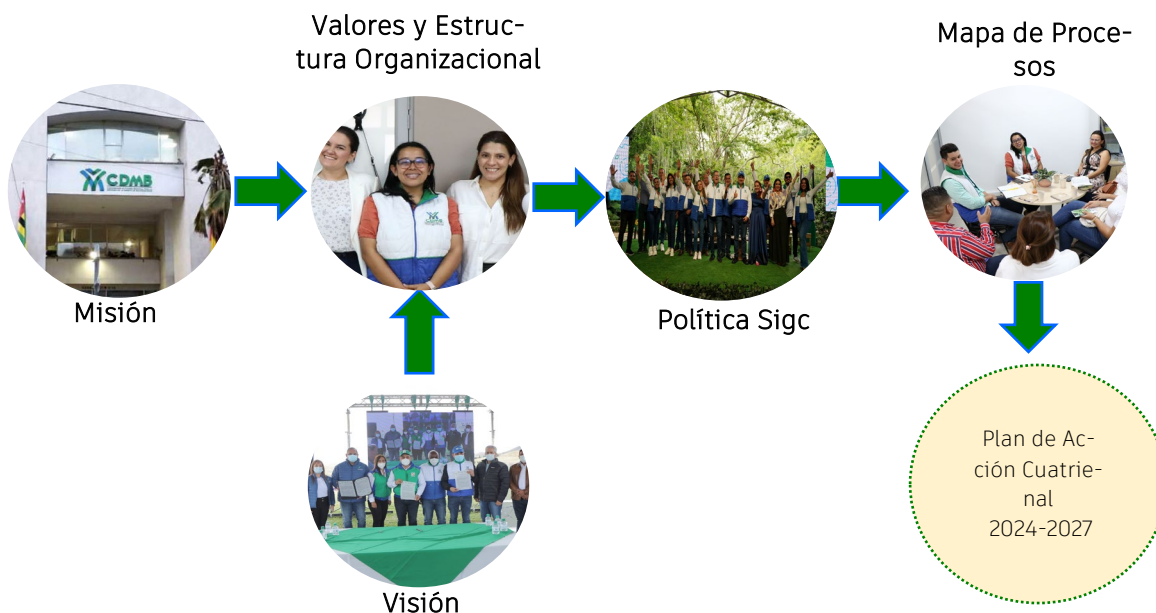 Valores y Estruc-
tura Organizacional
Mapa de Proce-
sos
CDMB
Misión
Política Sigc
Plan de Ac-
ción Cuatrie-
nal
2024-2027
Visión